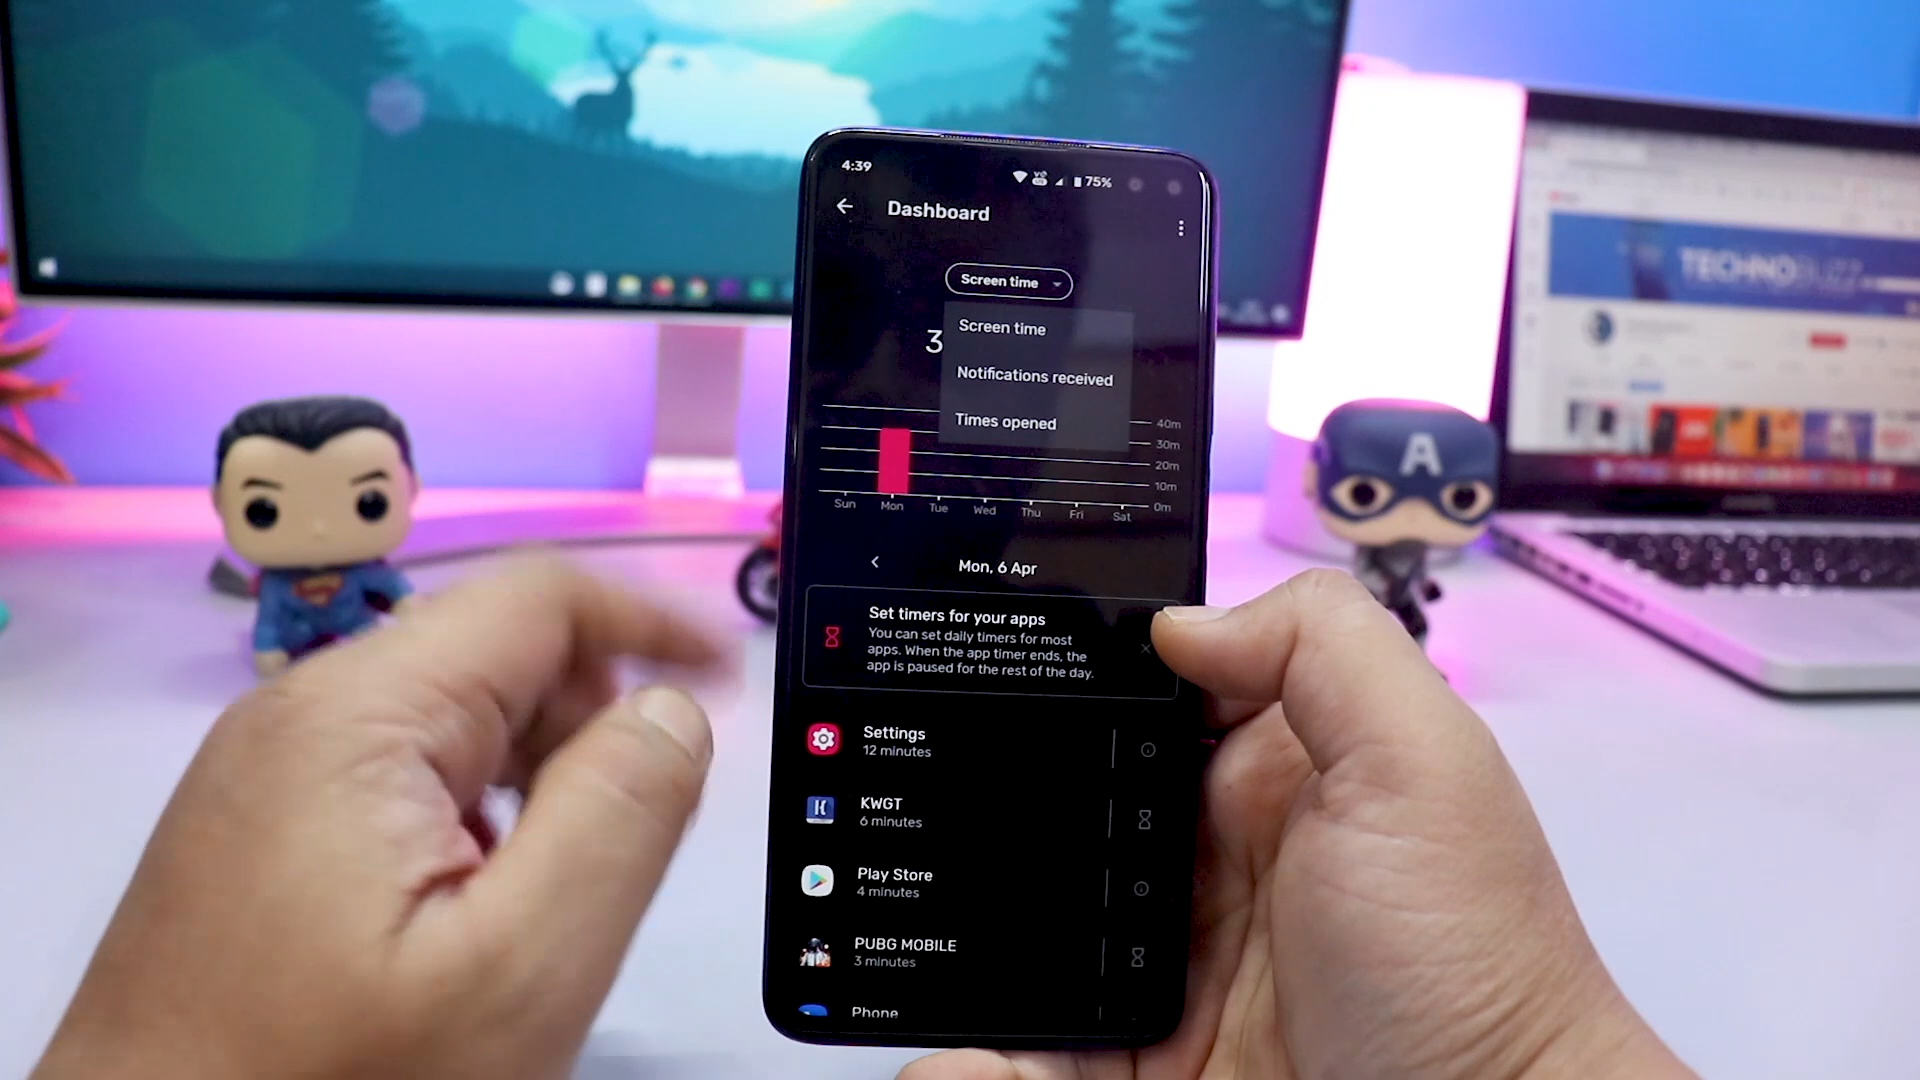 4:39
75%
Dashboard
Screen time
Screen time
3
Notifications received
Times opened
40m
30m
20m
10m
0m
Sun Mon Tue Wed Thu Fri Sat
Mon, 6 Apr
Set timers for your apps
You can set daily timers for most
apps. When the app timer ends, the
app is paused for the rest of the day.
Settings
12 minutes
KWGT
6 minutes
Play Store
4 minutes
PUBG MOBILE
3 minutes
Phone
A
TECHNOBUZZ